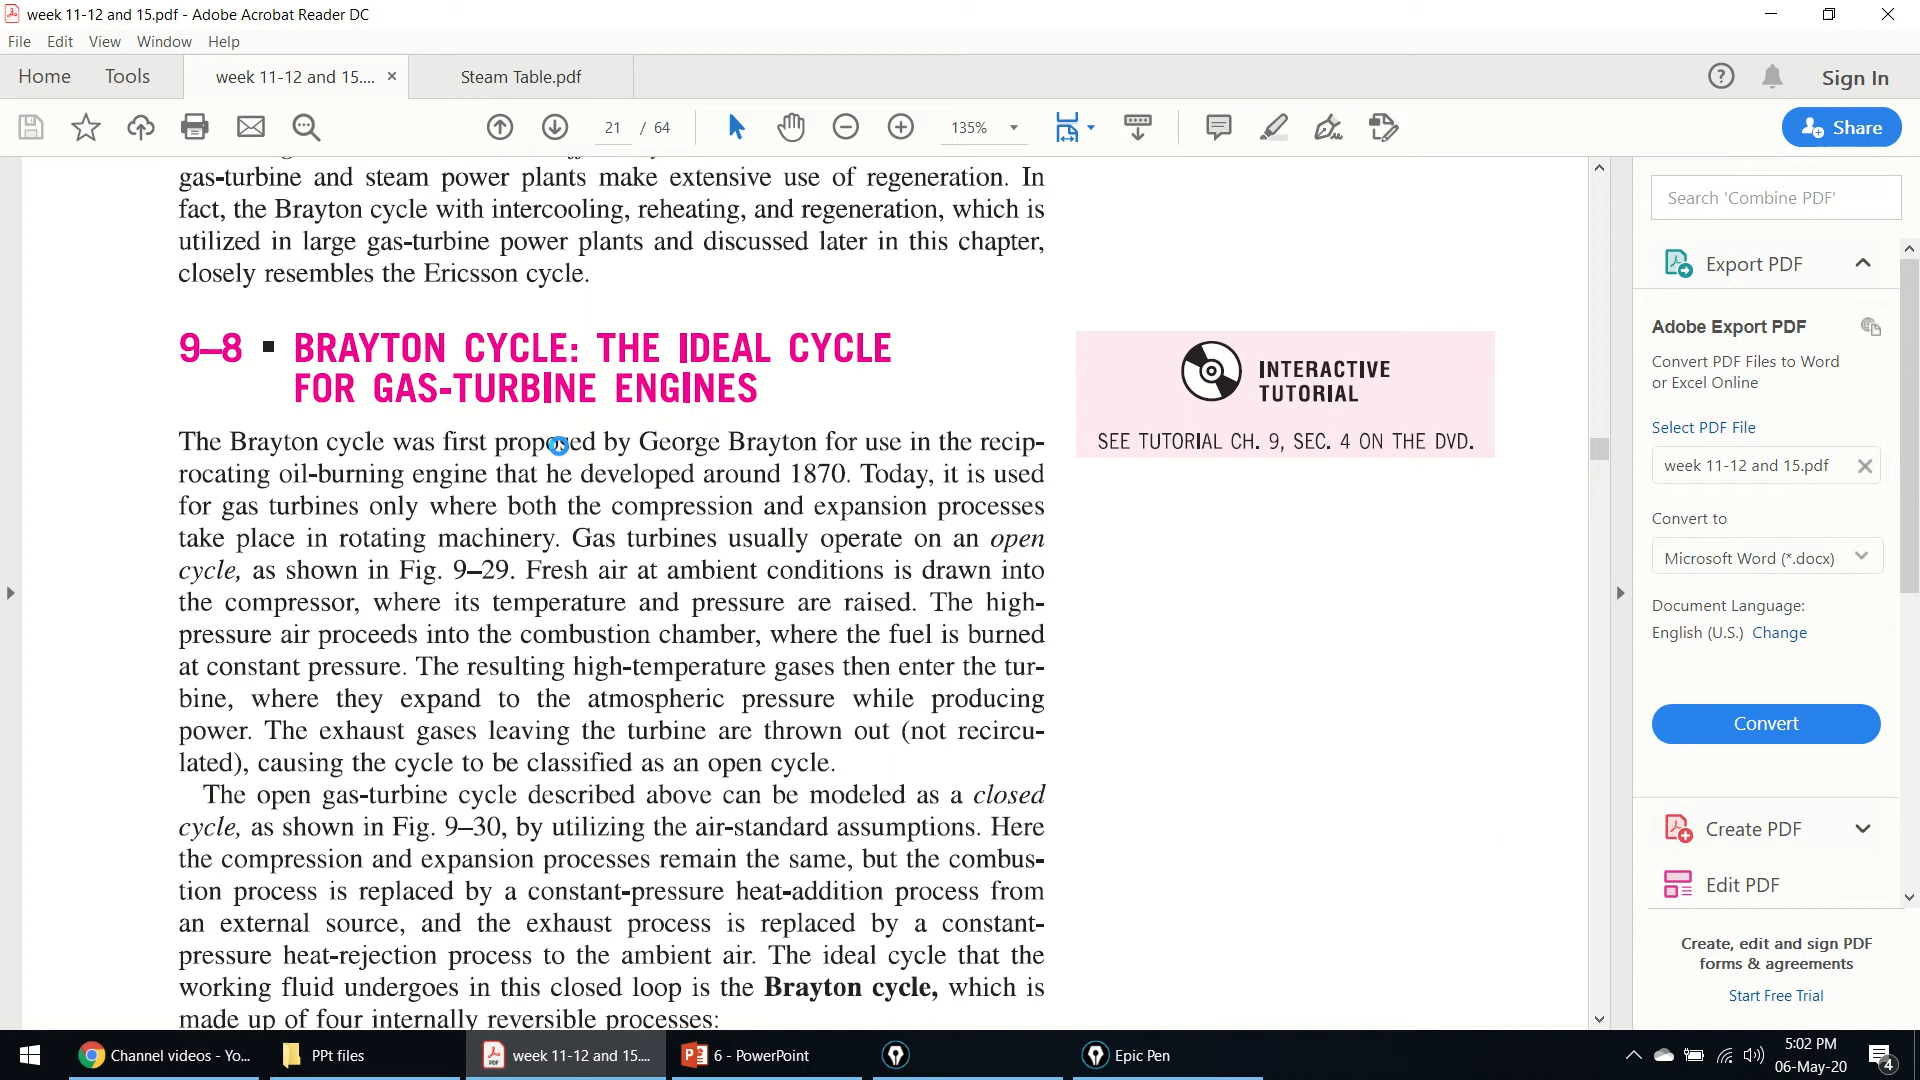 week 11-12 and 15.pdf - Adobe Acrobat Reader DC
File Edit View Window Help
Home Tools week 11-12 and 15.... × Steam Table.pdf Sign In
21 / 64 135% Share
gas-turbine and steam power plants make extensive use of regeneration. In
fact, the Brayton cycle with intercooling, reheating, and regeneration, which is
utilized in large gas-turbine power plants and discussed later in this chapter,
closely resembles the Ericsson cycle.
9–8 ■ BRAYTON CYCLE: THE IDEAL CYCLE
FOR GAS-TURBINE ENGINES
INTERACTIVE
TUTORIAL
SEE TUTORIAL CH. 9, SEC. 4 ON THE DVD.
The Brayton cycle was first proposed by George Brayton for use in the recip-
rocating oil-burning engine that he developed around 1870. Today, it is used
for gas turbines only where both the compression and expansion processes
take place in rotating machinery. Gas turbines usually operate on an open
cycle, as shown in Fig. 9–29. Fresh air at ambient conditions is drawn into
the compressor, where its temperature and pressure are raised. The high-
pressure air proceeds into the combustion chamber, where the fuel is burned
at constant pressure. The resulting high-temperature gases then enter the tur-
bine, where they expand to the atmospheric pressure while producing
power. The exhaust gases leaving the turbine are thrown out (not recircu-
lated), causing the cycle to be classified as an open cycle.
The open gas-turbine cycle described above can be modeled as a closed
cycle, as shown in Fig. 9–30, by utilizing the air-standard assumptions. Here
the compression and expansion processes remain the same, but the combus-
tion process is replaced by a constant-pressure heat-addition process from
an external source, and the exhaust process is replaced by a constant-
pressure heat-rejection process to the ambient air. The ideal cycle that the
working fluid undergoes in this closed loop is the Brayton cycle, which is
made up of four internally reversible processes:
Search 'Combine PDF'
Export PDF
Adobe Export PDF
Convert PDF Files to Word
or Excel Online
Select PDF File
week 11-12 and 15.pdf
Convert to
Microsoft Word (*.docx)
Document Language:
English (U.S.) Change
Convert
Create PDF
Edit PDF
Create, edit and sign PDF
forms & agreements
Start Free Trial
Channel videos - Yo... PPt files week 11-12 and 15.... 6 - PowerPoint Epic Pen
5:02 PM
06-May-20
4